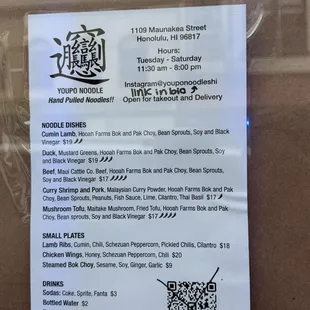 𰻞
YOUPO NOODLE
Hand Pulled Noodles!!
1109 Maunakea Street
Honolulu, HI 96817
Hours:
Tuesday - Saturday
11:30 am - 8:00 pm
Instagram@youponoodleshi
link in bio
Open for takeout and Delivery
NOODLE DISHES
Cumin Lamb, Hooah Farms Bok and Pak Choy, Bean Sprouts, Soy and Black
Vinegar $19
Duck, Mustard Greens, Hooah Farms Bok and Pak Choy, Bean Sprouts, Soy
and Black Vinegar $19
Beef, Maui Cattle Co. Beef, Hooah Farms Bok and Pak Choy, Bean Sprouts, Soy
and Black Vinegar $17
Curry Shrimp and Pork, Malaysian Curry Powder, Hooah Farms Bok and Pak
Choy, Bean Sprouts, Peanuts, Fish Sauce, Lime, Cilantro, Thai Basil $17
Mushroom Tofu, Maitake Mushroom, Fried Tofu, Hooah Farms Bok and Pak
Choy, Bean sprouts, Soy and Black Vinegar $17
SMALL PLATES
Lamb Ribs, Cumin, Chili, Schezuan Peppercorn, Pickled Chilis, Cilantro $18
Chicken Wings, Honey, Schezuan Peppercorn, Chili $20
Steamed Bok Choy, Sesame, Soy, Ginger, Garlic $9
DRINKS
Sodas: Coke, Sprite, Fanta $3
Bottled Water $2